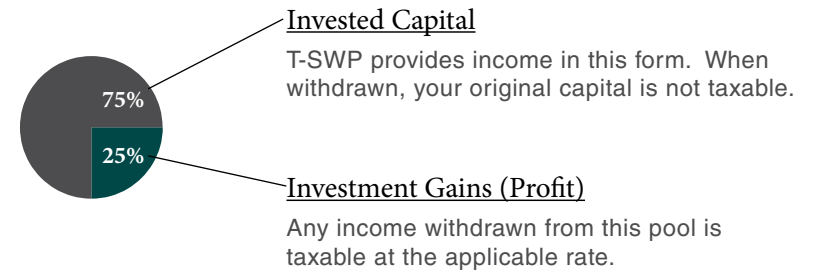 Invested Capital
T-SWP provides income in this form.  When
withdrawn, your original capital is not taxable.
75%
25%
Investment Gains (Profit)
Any income withdrawn from this pool is
taxable at the applicable rate.